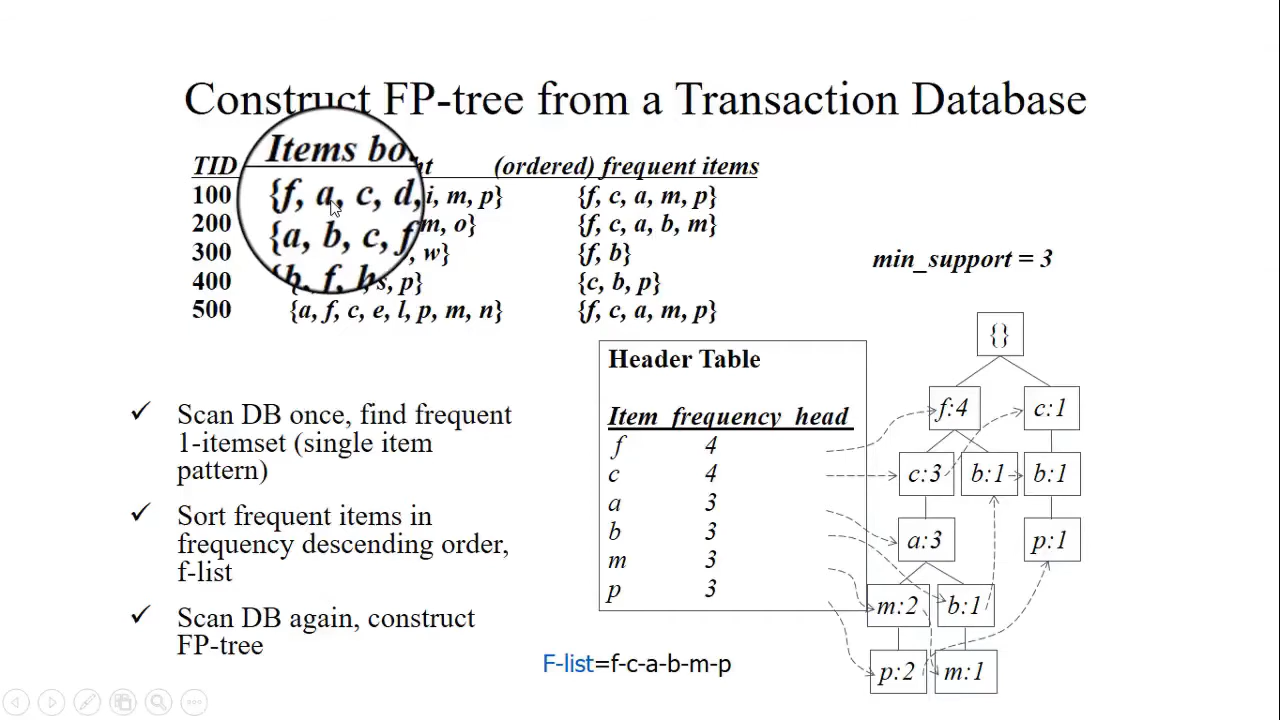 Construct FP-tree from a Transaction Database
TID Items bo ht (ordered) frequent items
100 {f, a, c, d, i, m, p} {f, c, a, m, p}
200 {a, b, c, f m, o} {f, c, a, b, m}
300 {b, f, h , w} {f, b}
400 s, p} {c, b, p}
500 {a, f, c, e, l, p, m, n} {f, c, a, m, p}
min_support = 3
Header Table
Item frequency head
f 4
c 4
a 3
b 3
m 3
p 3
{}
f:4 c:1
c:3 b:1 b:1
a:3 p:1
m:2 b:1
p:2 m:1
✓ Scan DB once, find frequent
1-itemset (single item
pattern)
✓ Sort frequent items in
frequency descending order,
f-list
✓ Scan DB again, construct
FP-tree
F-list=f-c-a-b-m-p